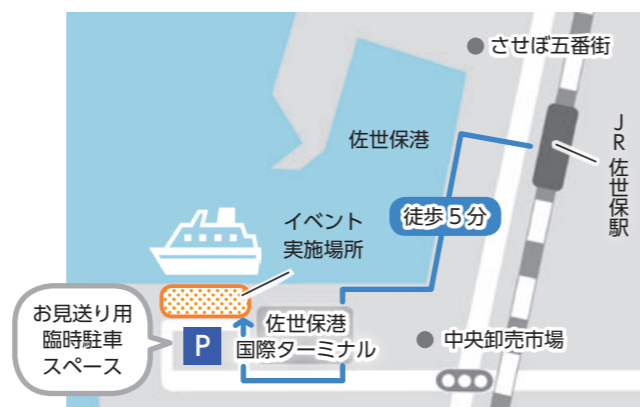 させぼ五番街
佐世保港
JR佐世保駅
徒歩5分
イベント
実施場所
お見送り用
臨時駐車
スペース
P
佐世保港
国際ターミナル
中央卸売市場